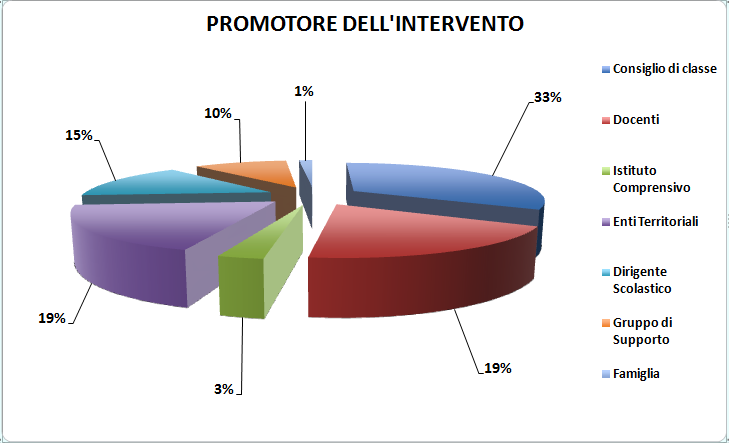 PROMOTORE DELL'INTERVENTO
1%
33%
10%
15%
19%
3%
19%
Consiglio di classe
Docenti
Istituto
Comprensivo
Enti Territoriali
Dirigente
Scolastico
Gruppo di
Supporto
Famiglia